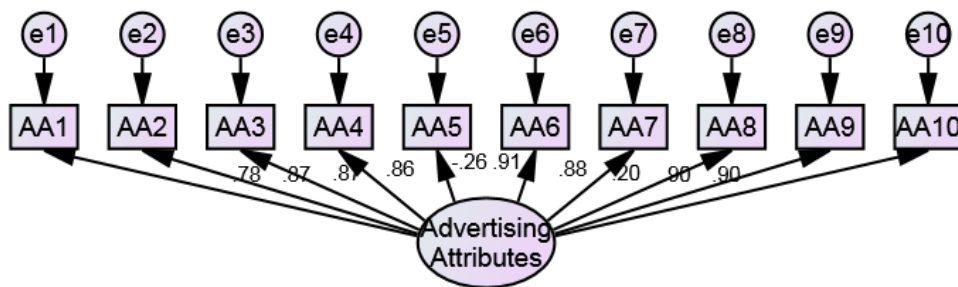 e1 e2 e3 e4 e5 e6 e7 e8 e9 e10
AA1 AA2 AA3 AA4 AA5 AA6 AA7 AA8 AA9 AA10
.78 .87 .87 .86 -.26 .91 .88 .20 .90 .90
Advertising
Attributes